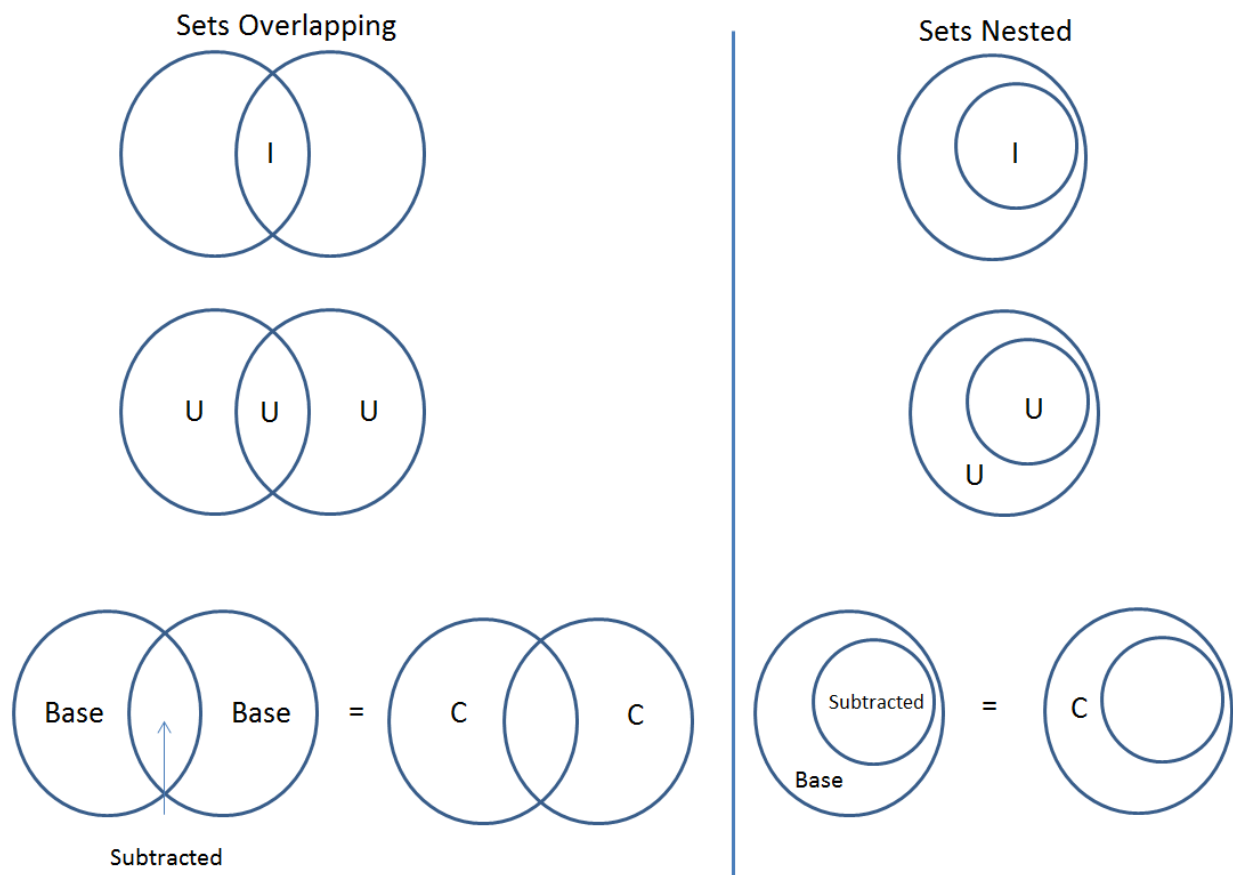 Sets Overlapping
I
U U U
Base Base = C C
Subtracted
Sets Nested
I
U
U
Subtracted = C
Base